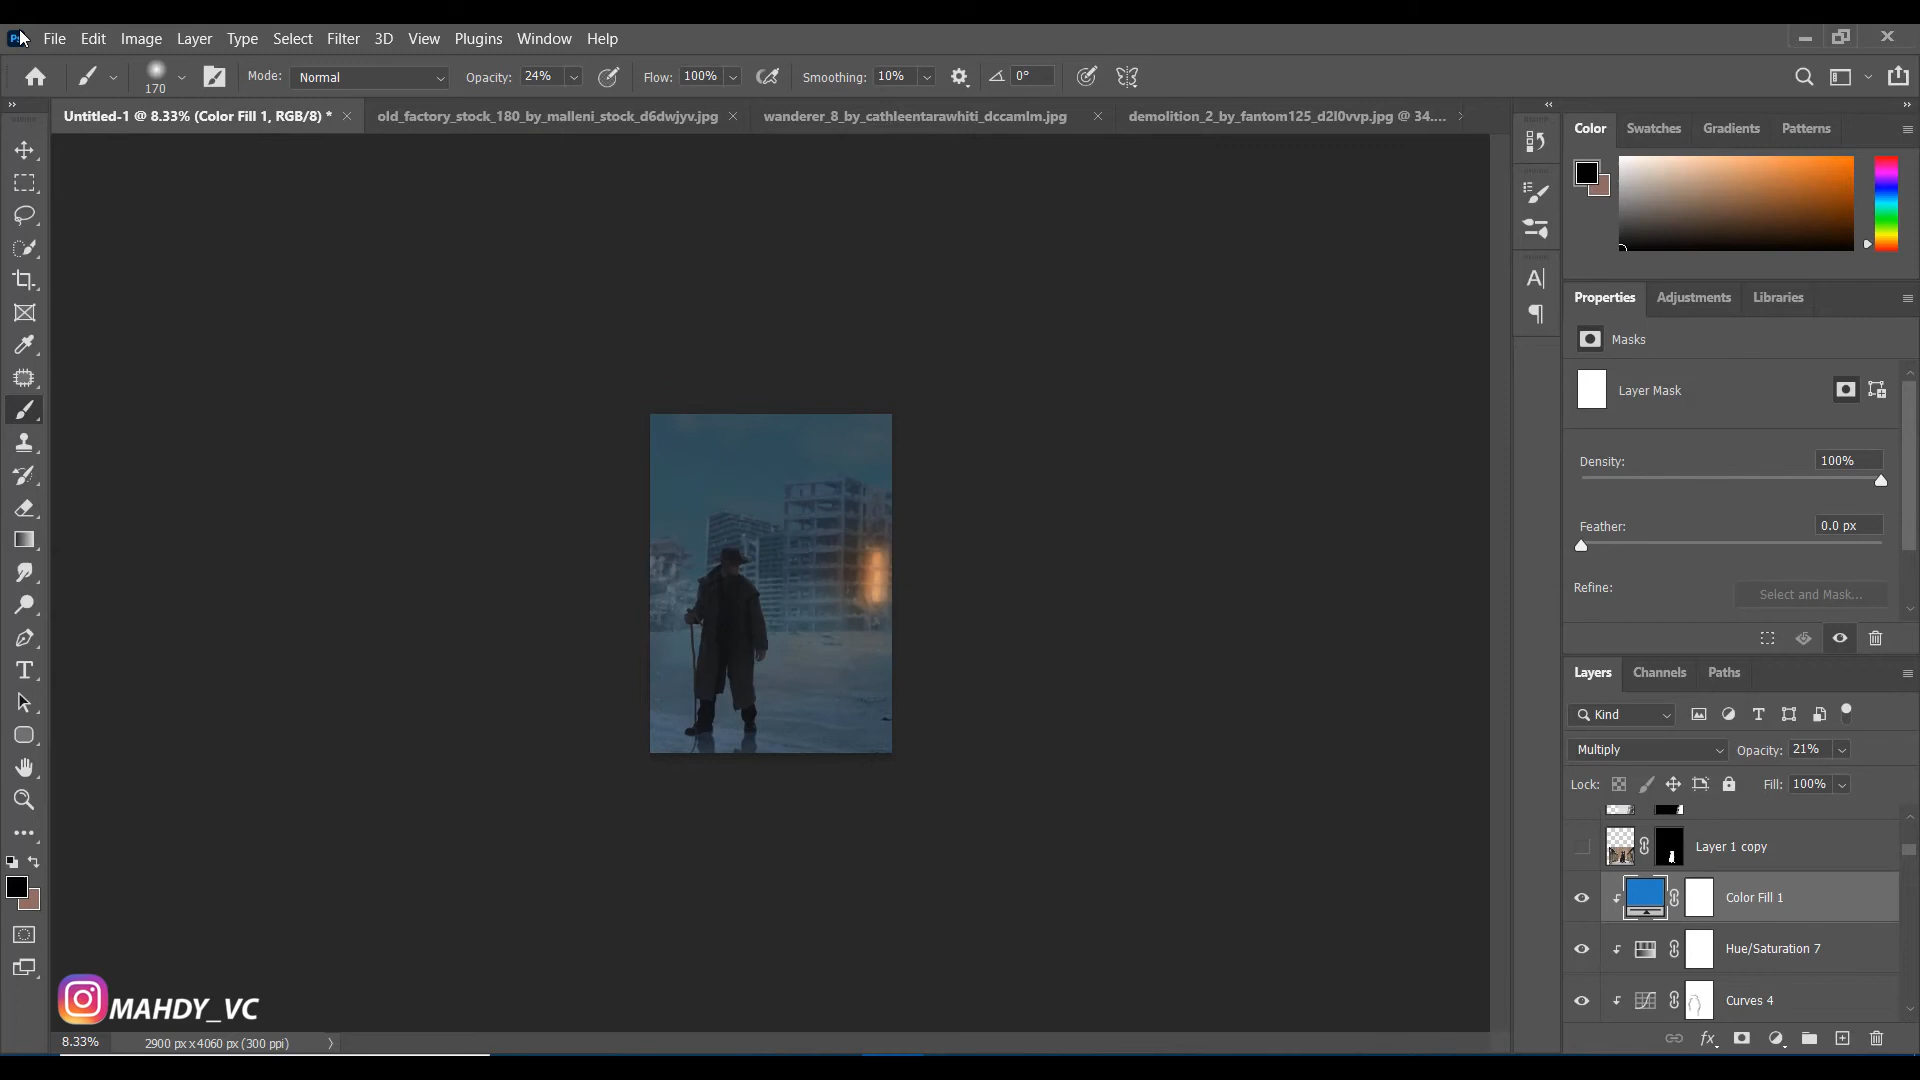 Ps File Edit Image Layer Type Select Filter 3D View Plugins Window Help
170 Mode: Normal Opacity: 24% Flow: 100% Smoothing: 10% 0°
Untitled-1 @ 8.33% (Color Fill 1, RGB/8) * old_factory_stock_180_by_malleni_stock_d6dwjyv.jpg wanderer_8_by_cathleentarawhiti_dccamlm.jpg demolition_2_by_fantom125_d2l0vvp.jpg @ 34....
Color Swatches Gradients Patterns
Properties Adjustments Libraries
Masks
Layer Mask
Density: 100%
Feather: 0.0 px
Refine: Select and Mask...
Layers Channels Paths
Kind
Multiply Opacity: 21%
Lock: Fill: 100%
Layer 1 copy
Color Fill 1
Hue/Saturation 7
Curves 4
MAHDY_VC
8.33% 2900 px x 4060 px (300 ppi)